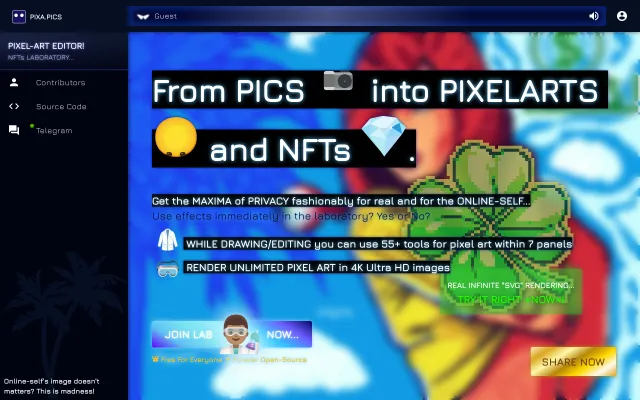 PIXA.PICS
Guest
PIXEL-ART EDITOR!
NFTs LABORATORY...
Contributors
Source Code
Telegram
From PICS into PIXELARTS
and NFTs .
Get the MAXIMA of PRIVACY fashionably for real and for the ONLINE-SELF...
Use effects immediately in the laboratory? Yes or No?
WHILE DRAWING/EDITING you can use 55+ tools for pixel art within 7 panels
RENDER UNLIMITED PIXEL ART in 4K Ultra HD images
REAL INFINITE "SVG" RENDERING...
TRY IT RIGHT NOW
JOIN LAB NOW...
Free For Everyone Open-Source
SHARE NOW
Online-self's image doesn't
matters? This is madness!